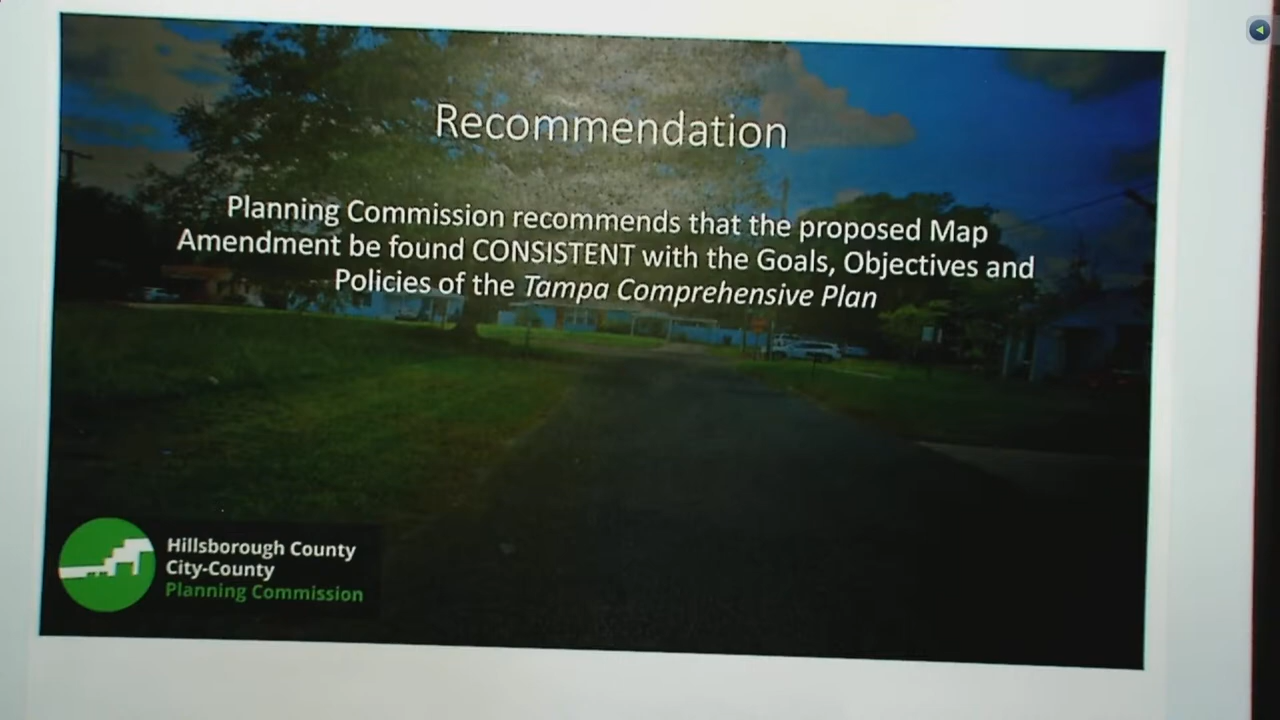 Recommendation
Planning Commission recommends that the proposed Map
Amendment be found CONSISTENT with the Goals, Objectives and
Policies of the Tampa Comprehensive Plan
Hillsborough County
City-County
Planning Commission